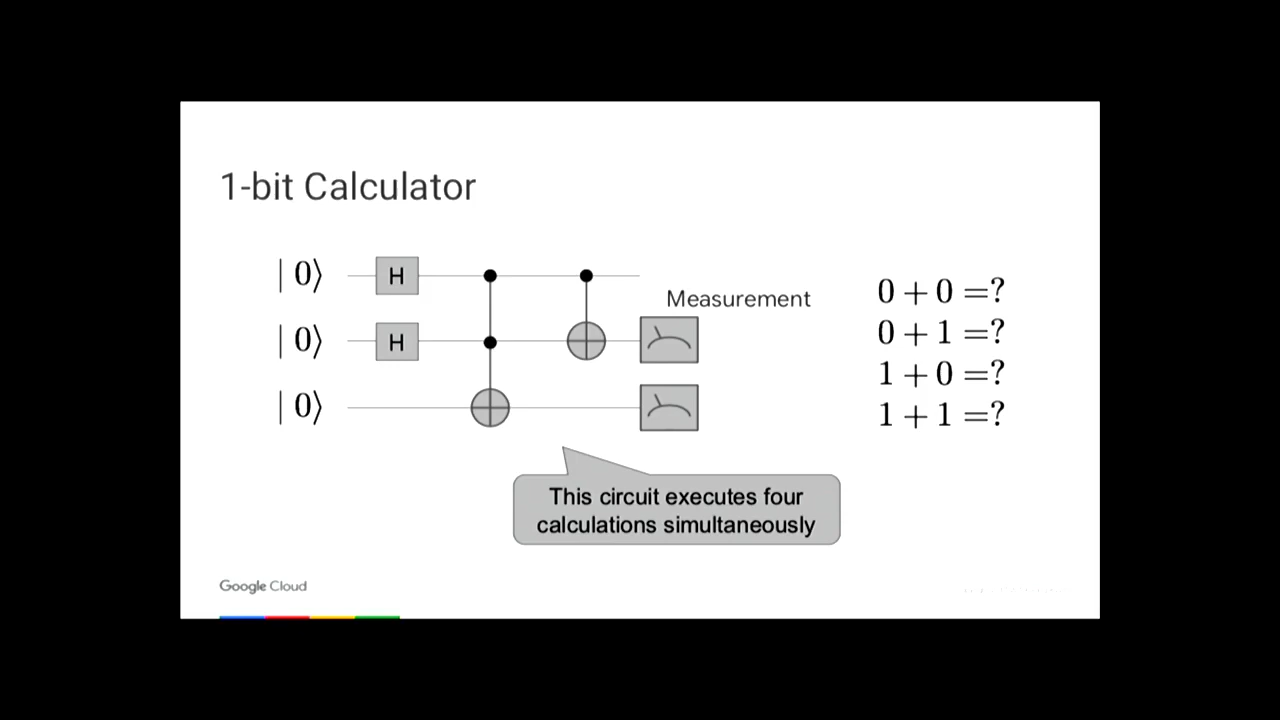 1-bit Calculator
| 0⟩ H
| 0⟩ H
| 0⟩
Measurement
0 + 0 =?
0 + 1 =?
1 + 0 =?
1 + 1 =?
This circuit executes four
calculations simultaneously
Google Cloud